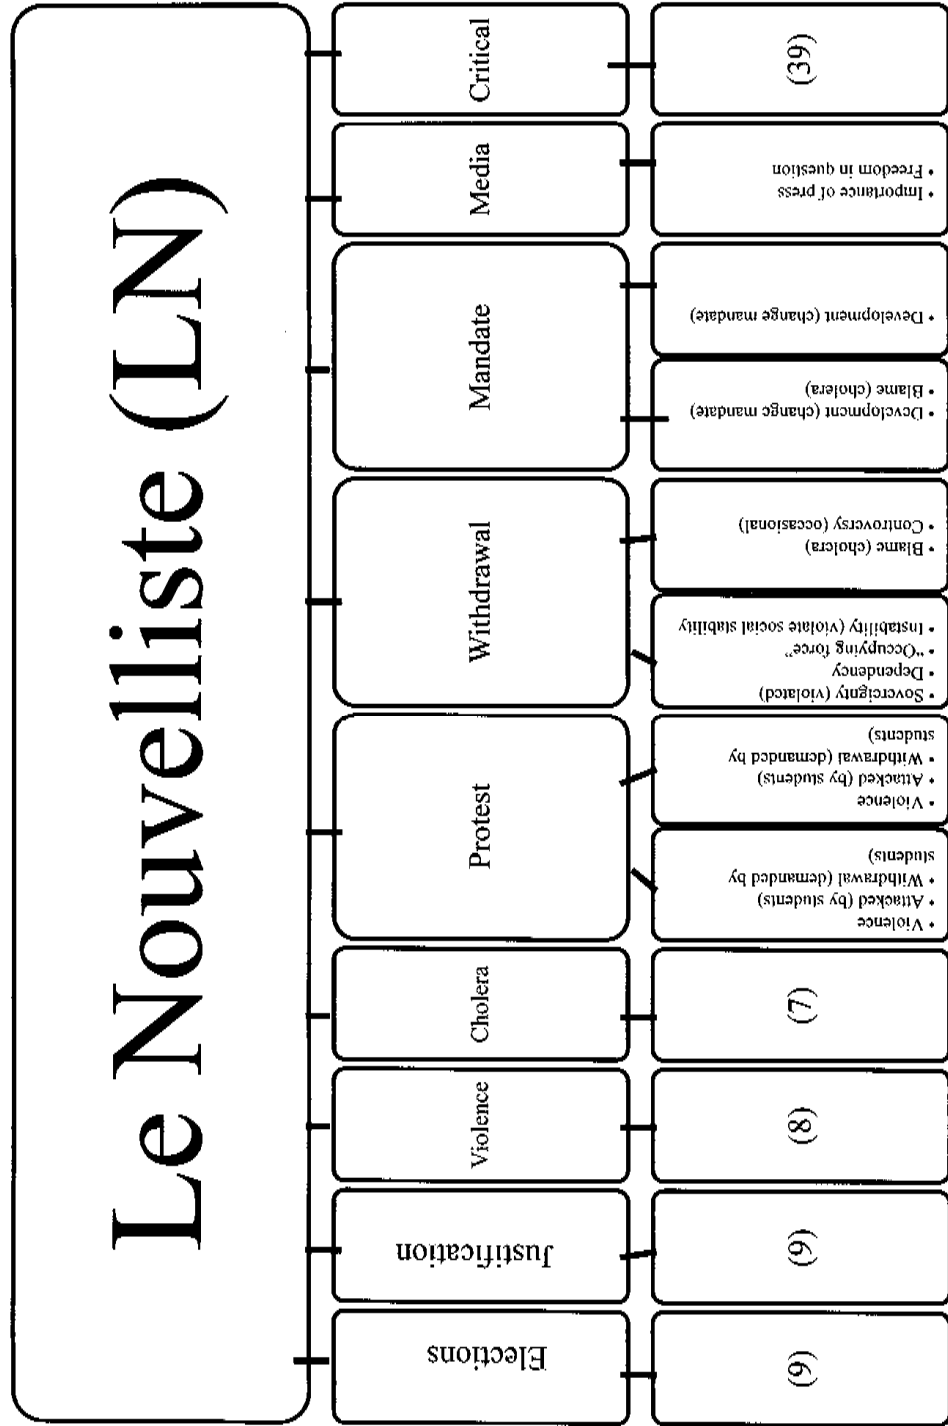 Le Nouvelliste (LN)
Elections
Justification
Violence
Cholera
Protest
Withdrawal
Mandate
Media
Critical
(9)
(9)
(8)
(7)
• Violence
• Attacked (by students)
• Withdrawal (demanded by
students)
• Violence
• Attacked (by students)
• Withdrawal (demanded by
students)
• Sovereignty (violated)
• Dependency
• "Occupying force"
• Instability (violate social stability
• Blame (cholera)
• Controversy (occasional)
• Development (change mandate)
• Blame (cholera)
• Development (change mandate)
• Importance of press
• Freedom in question
(39)